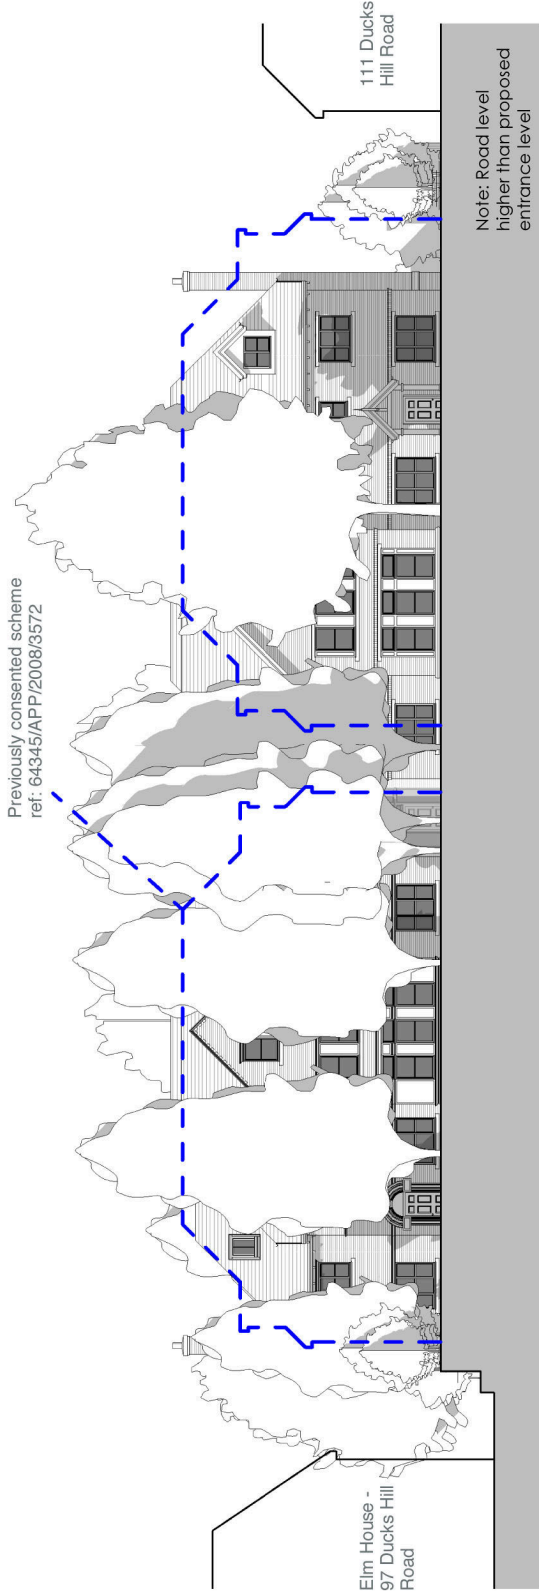 Elm House -
97 Ducks Hill
Road
Previously consented scheme
ref: 64345/APP/2008/3572
111 Ducks
Hill Road
Note: Road level
higher than proposed
entrance level